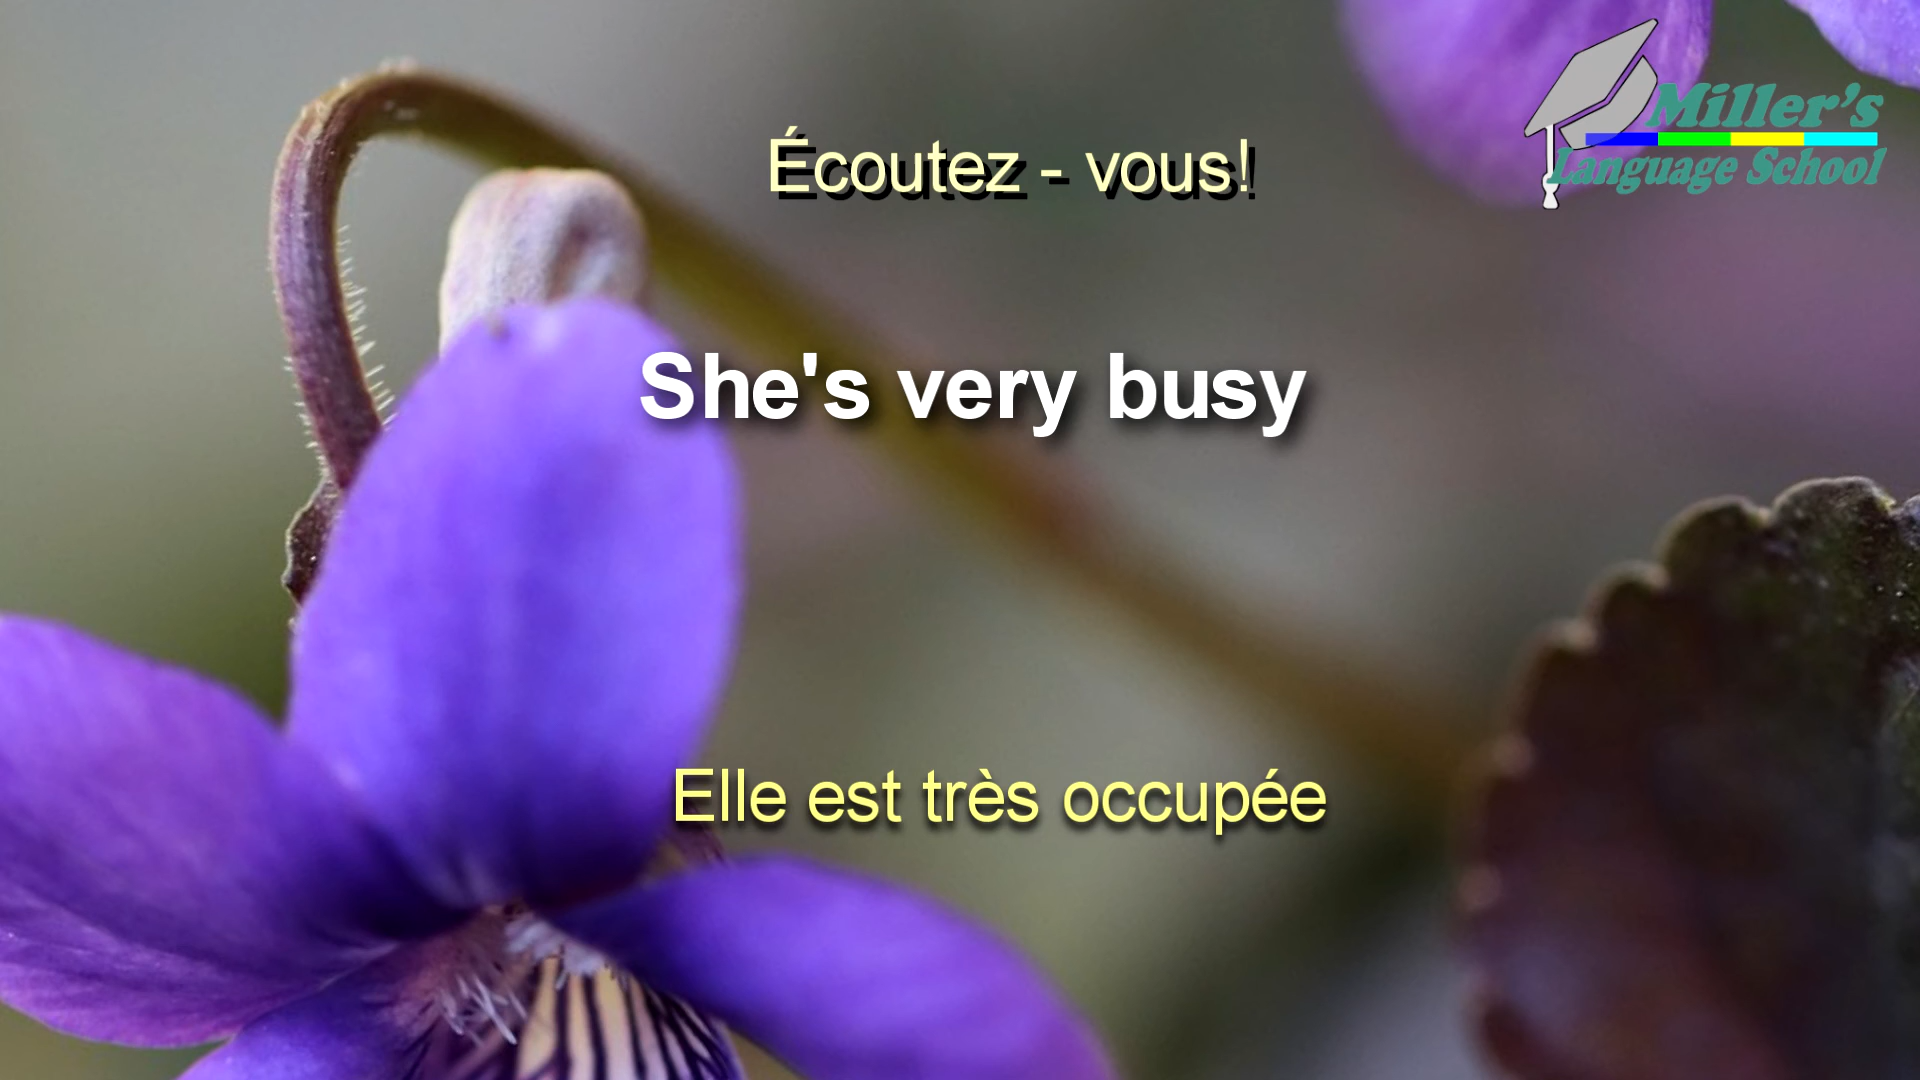 Écoutez - vous!
Miller's
Language School
She's very busy
Elle est très occupée